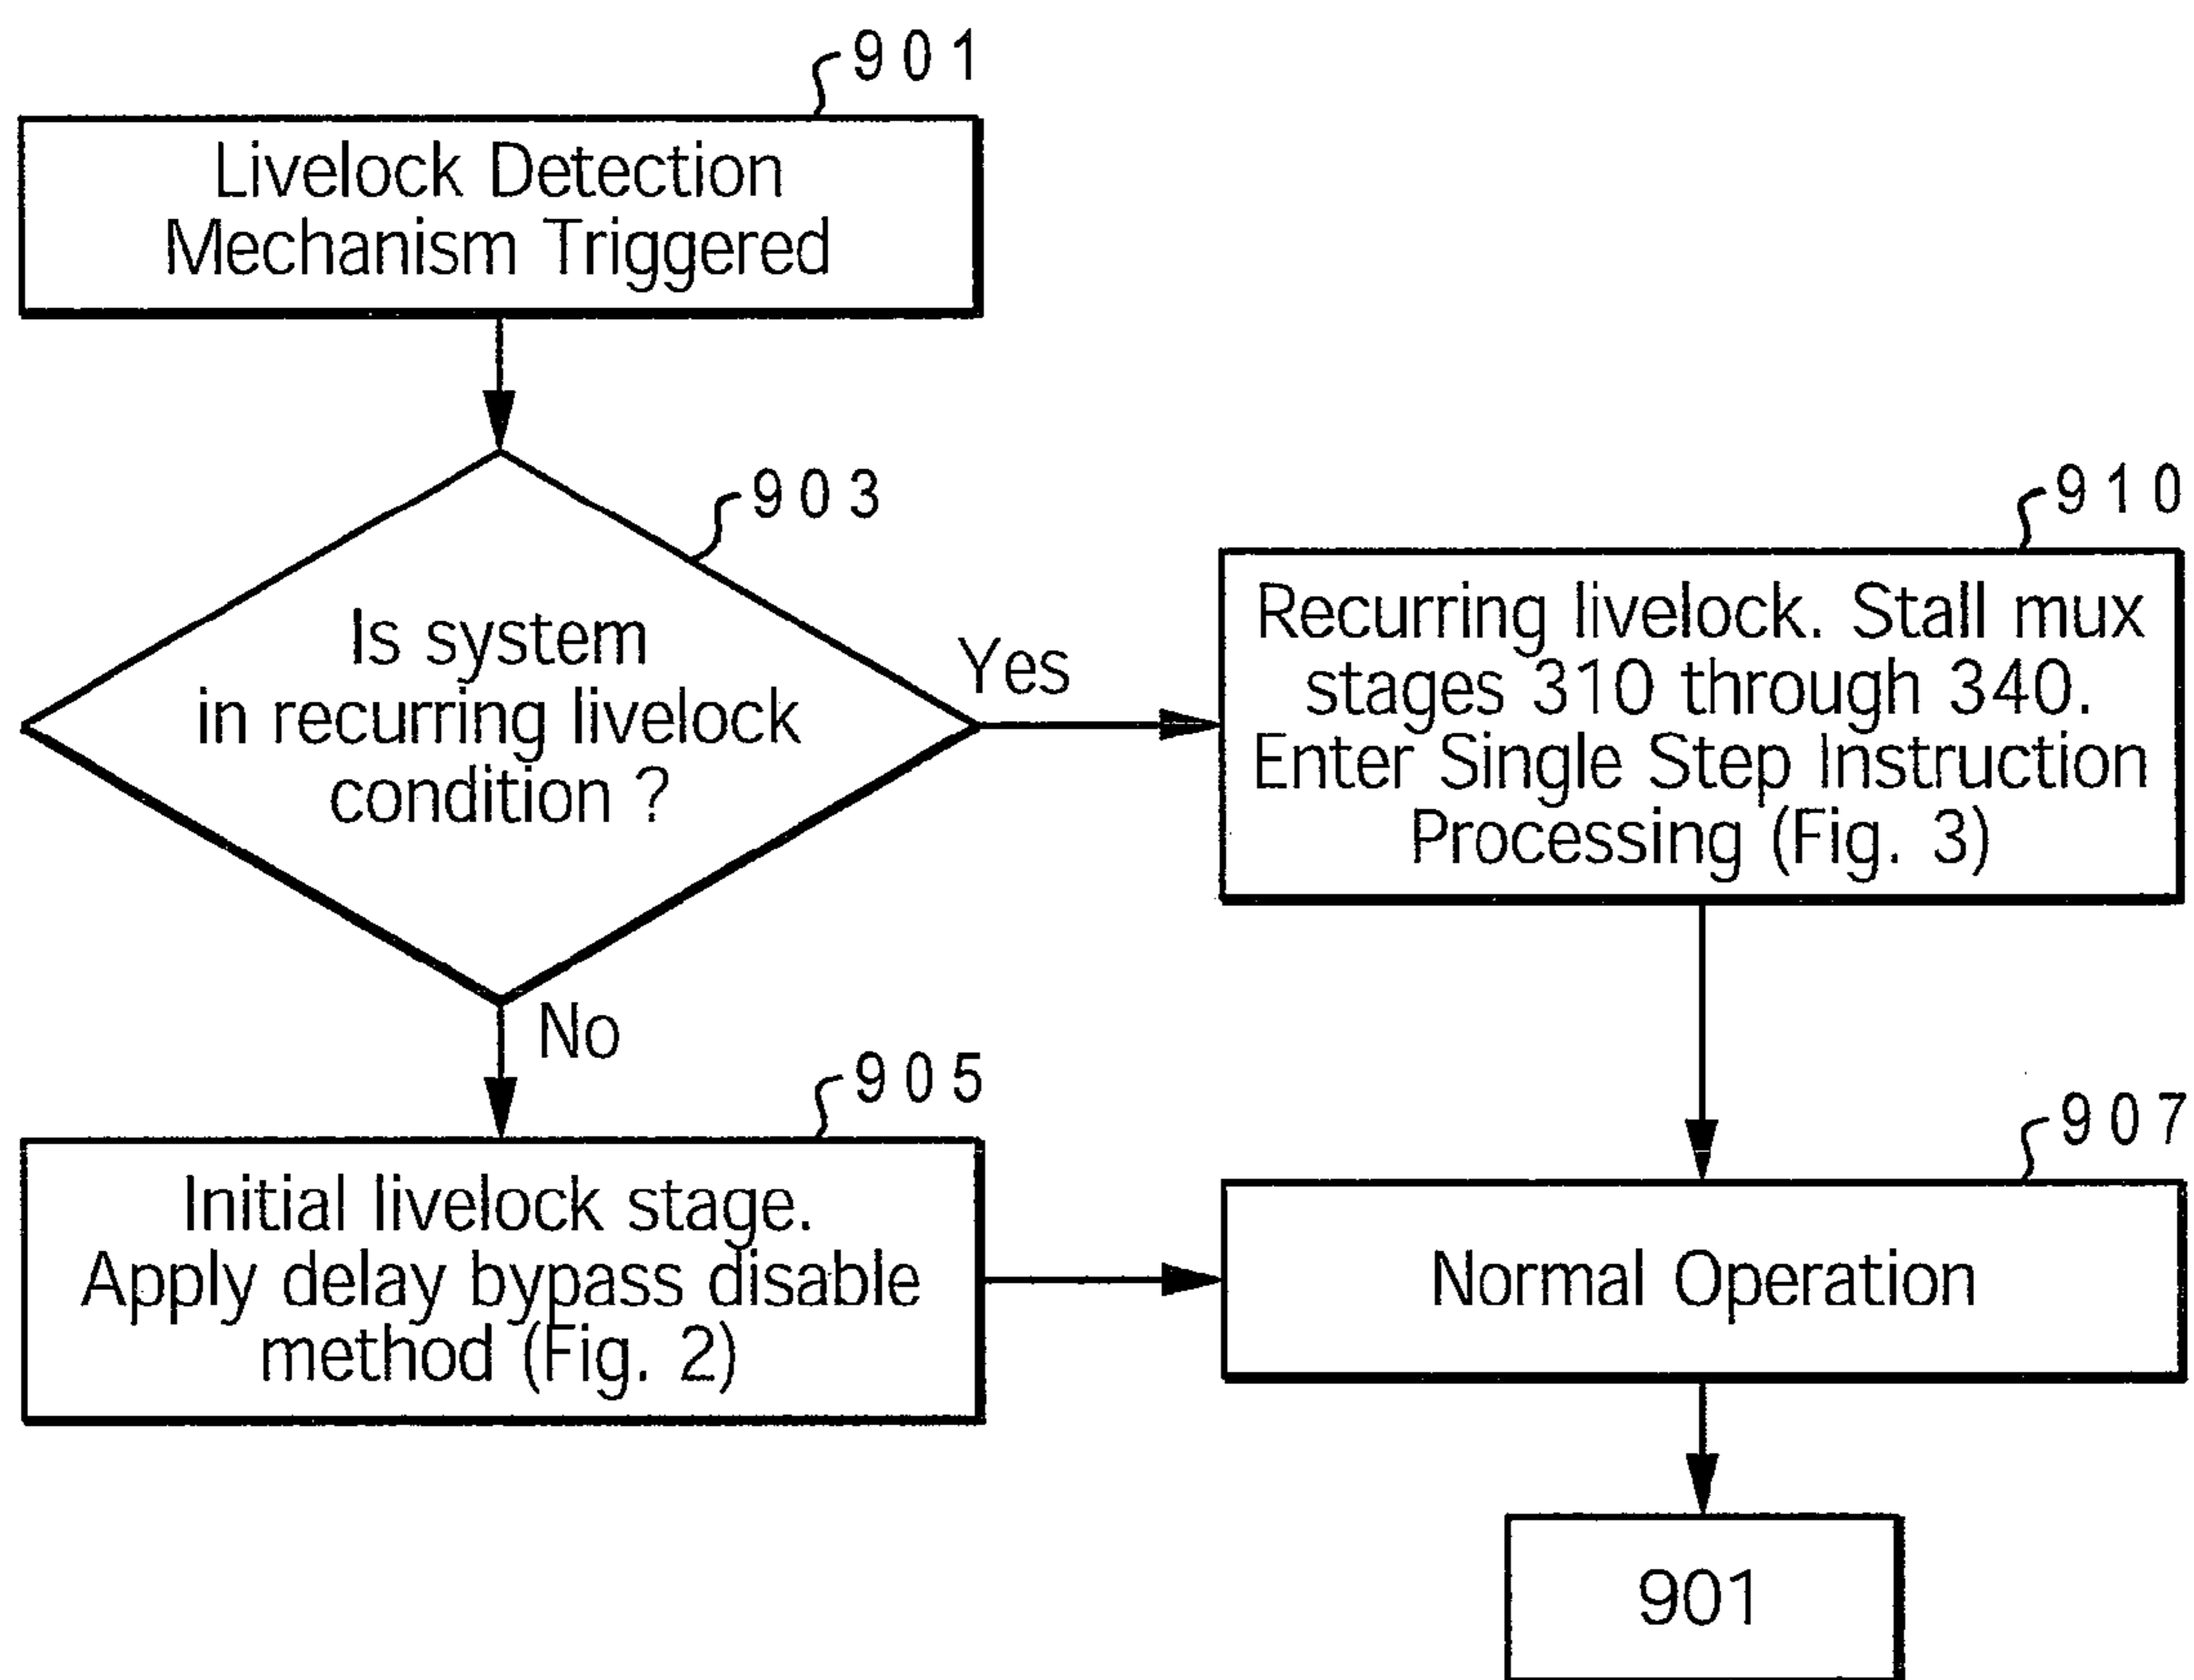 901
Livelock Detection
Mechanism Triggered
903
Is system
in recurring livelock
condition ?
Yes
No
910
Recurring livelock. Stall mux
stages 310 through 340.
Enter Single Step Instruction
Processing (Fig. 3)
905
Initial livelock stage.
Apply delay bypass disable
method (Fig. 2)
907
Normal Operation
901